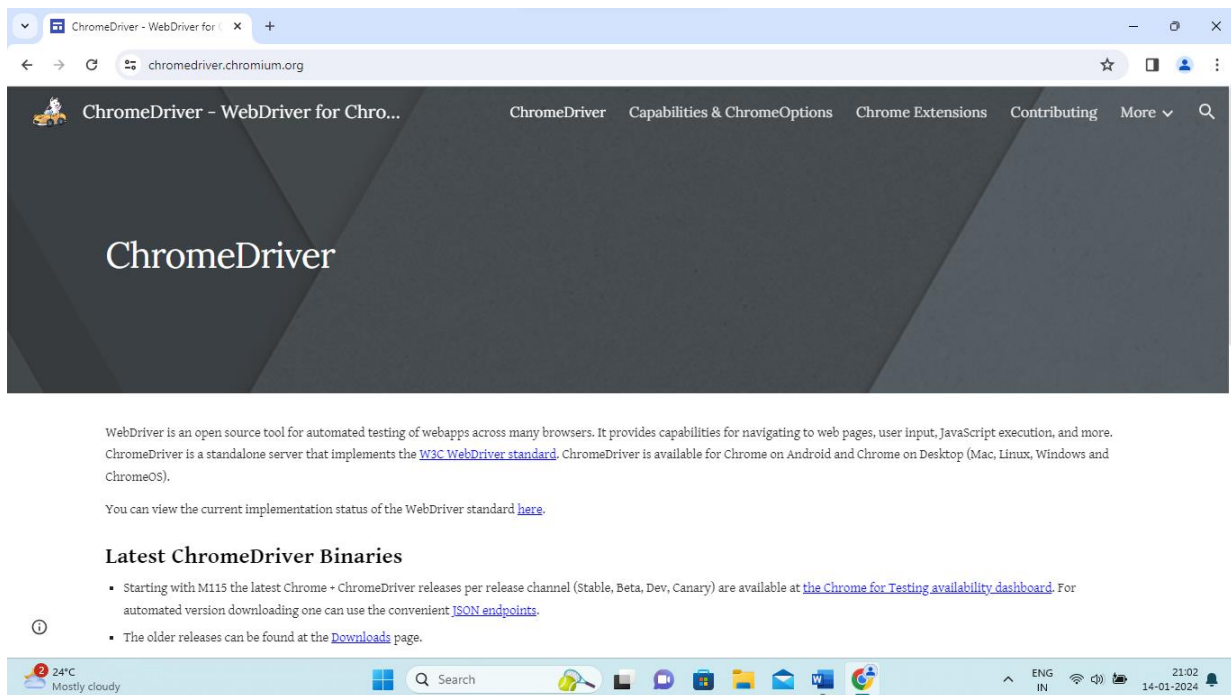 ChromeDriver - WebDriver for
chromedriver.chromium.org
ChromeDriver - WebDriver for Chro...
ChromeDriver Capabilities & ChromeOptions Chrome Extensions Contributing More
ChromeDriver
WebDriver is an open source tool for automated testing of webapps across many browsers. It provides capabilities for navigating to web pages, user input, JavaScript execution, and more.
ChromeDriver is a standalone server that implements the W3C WebDriver standard. ChromeDriver is available for Chrome on Android and Chrome on Desktop (Mac, Linux, Windows and
ChromeOS).
You can view the current implementation status of the WebDriver standard here.
Latest ChromeDriver Binaries
▪ Starting with M115 the latest Chrome + ChromeDriver releases per release channel (Stable, Beta, Dev, Canary) are available at the Chrome for Testing availability dashboard. For
automated version downloading one can use the convenient JSON endpoints.
▪ The older releases can be found at the Downloads page.
2
24°C
Mostly cloudy
Search
W
ENG
IN
21:02
14-01-2024